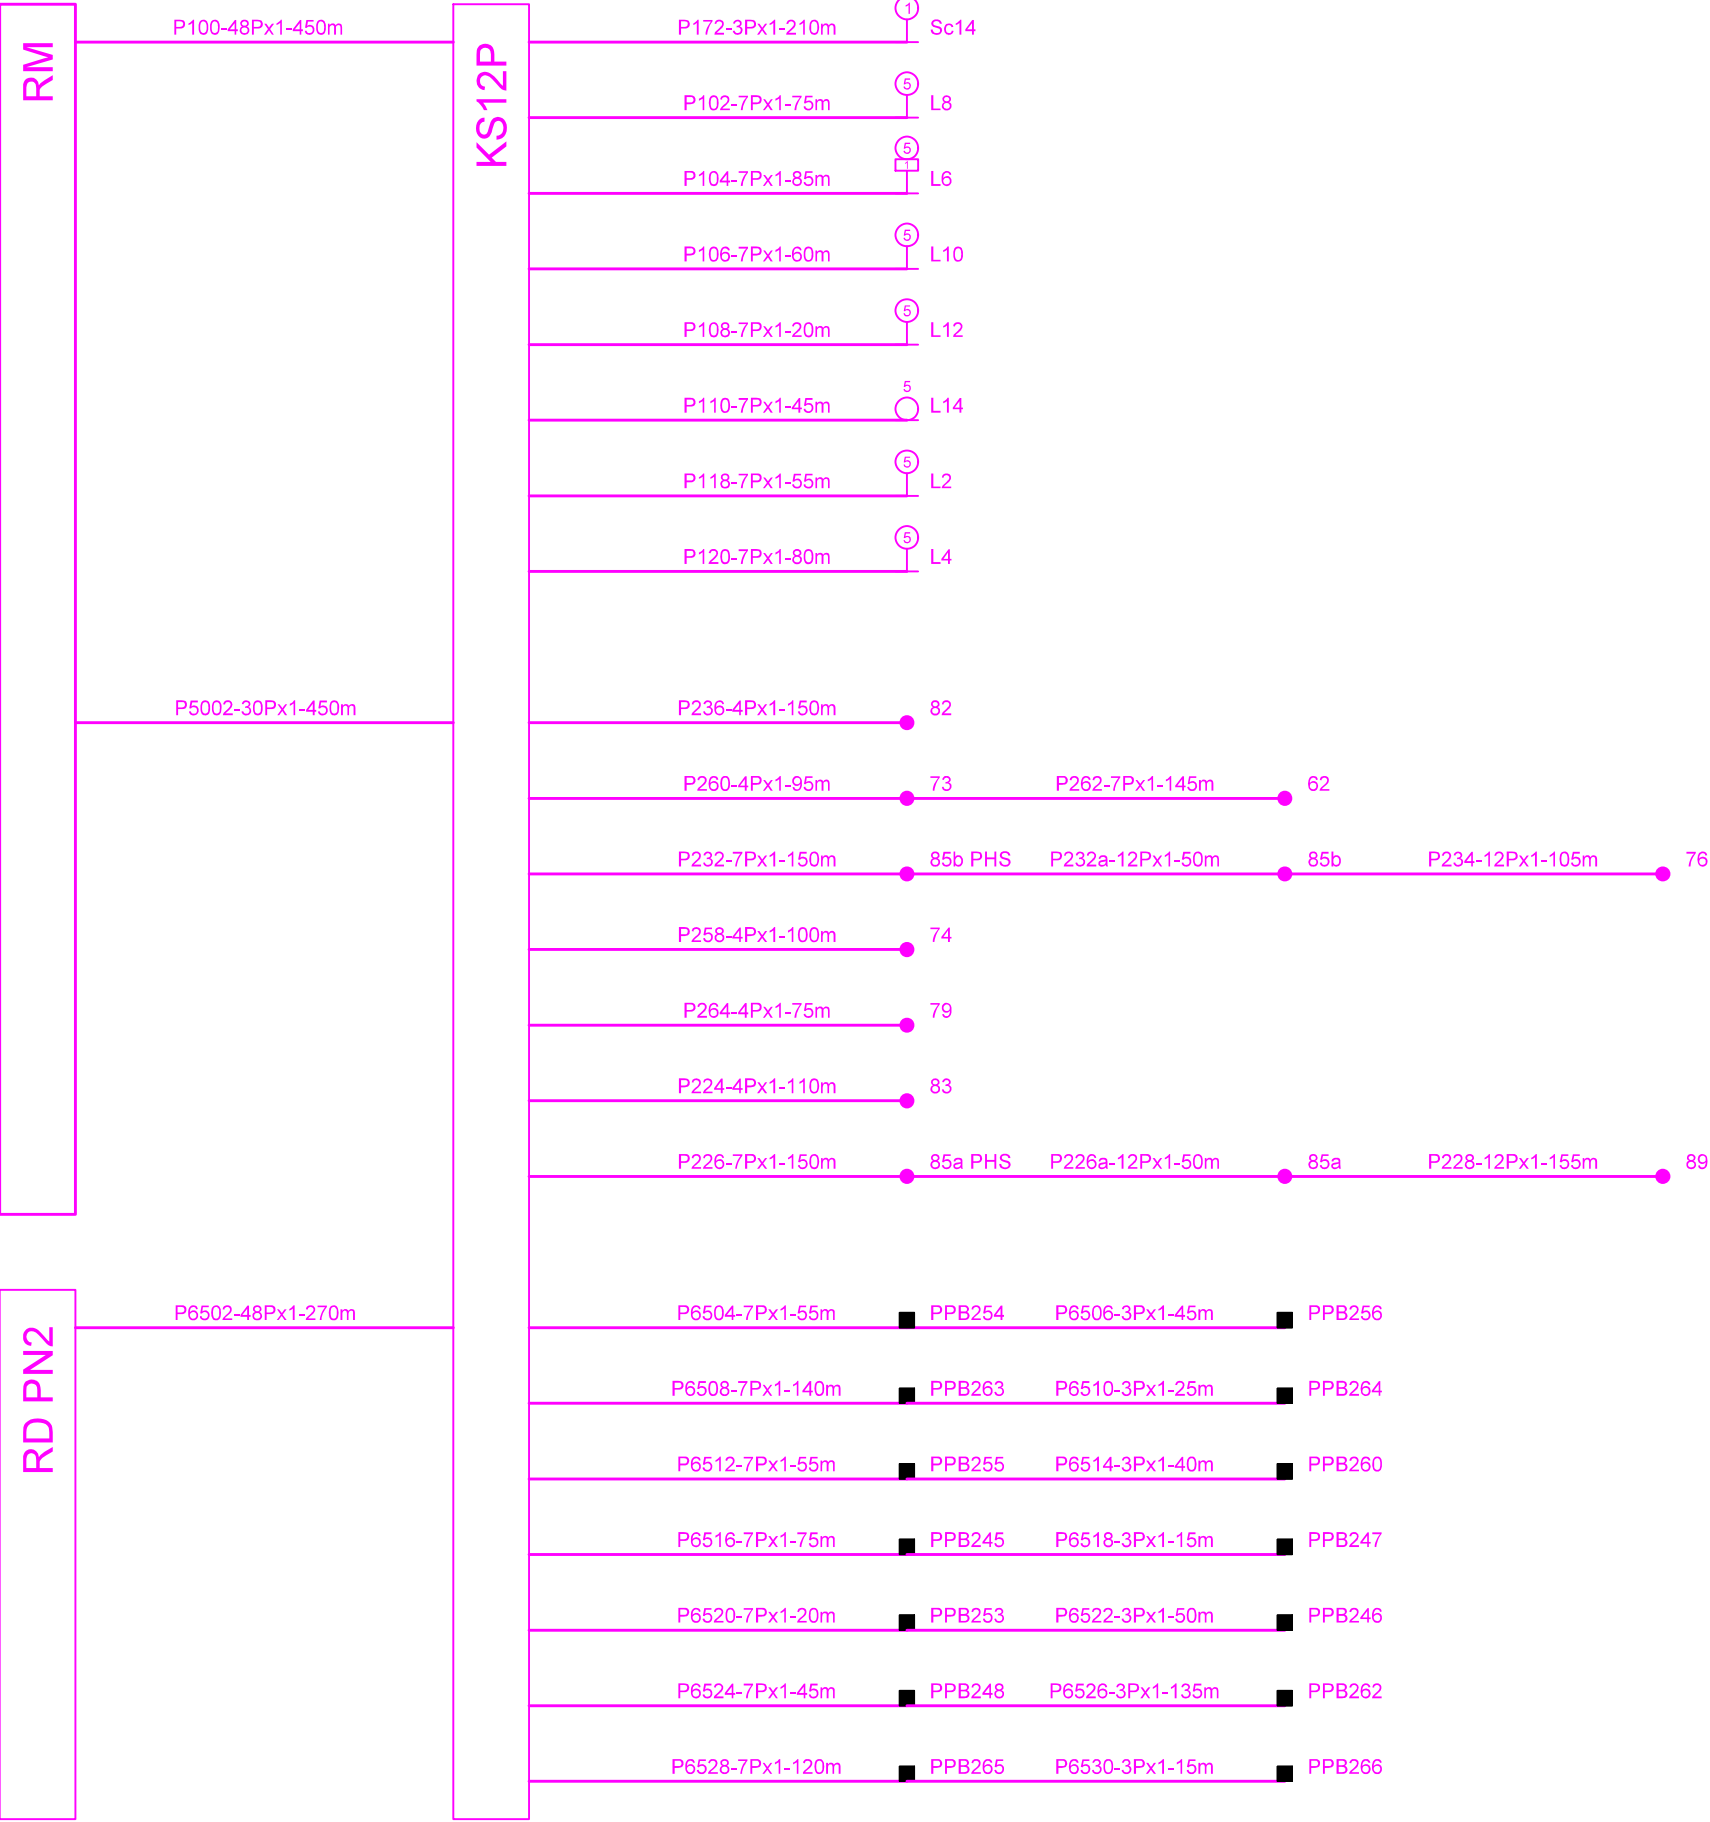 RM
P100-48Px1-450m
KS12P
P172-3Px1-210m
1
Sc14
P102-7Px1-75m
5
L8
P104-7Px1-85m
5
1
L6
P106-7Px1-60m
5
L10
P108-7Px1-20m
5
L12
P110-7Px1-45m
5
L14
P118-7Px1-55m
5
L2
P120-7Px1-80m
5
L4
P5002-30Px1-450m
P236-4Px1-150m
82
P260-4Px1-95m
73
P262-7Px1-145m
62
P232-7Px1-150m
85b PHS
P232a-12Px1-50m
85b
P234-12Px1-105m
76
P258-4Px1-100m
74
P264-4Px1-75m
79
P224-4Px1-110m
83
P226-7Px1-150m
85a PHS
P226a-12Px1-50m
85a
P228-12Px1-155m
89
RD PN2
P6502-48Px1-270m
P6504-7Px1-55m
PPB254
P6506-3Px1-45m
PPB256
P6508-7Px1-140m
PPB263
P6510-3Px1-25m
PPB264
P6512-7Px1-55m
PPB255
P6514-3Px1-40m
PPB260
P6516-7Px1-75m
PPB245
P6518-3Px1-15m
PPB247
P6520-7Px1-20m
PPB253
P6522-3Px1-50m
PPB246
P6524-7Px1-45m
PPB248
P6526-3Px1-135m
PPB262
P6528-7Px1-120m
PPB265
P6530-3Px1-15m
PPB266